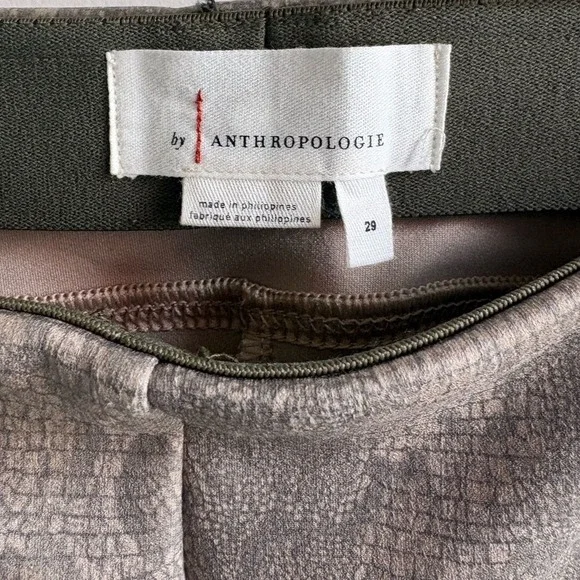 by ANTHROPOLOGIE
made in philippines
fabriqué aux philippines
29